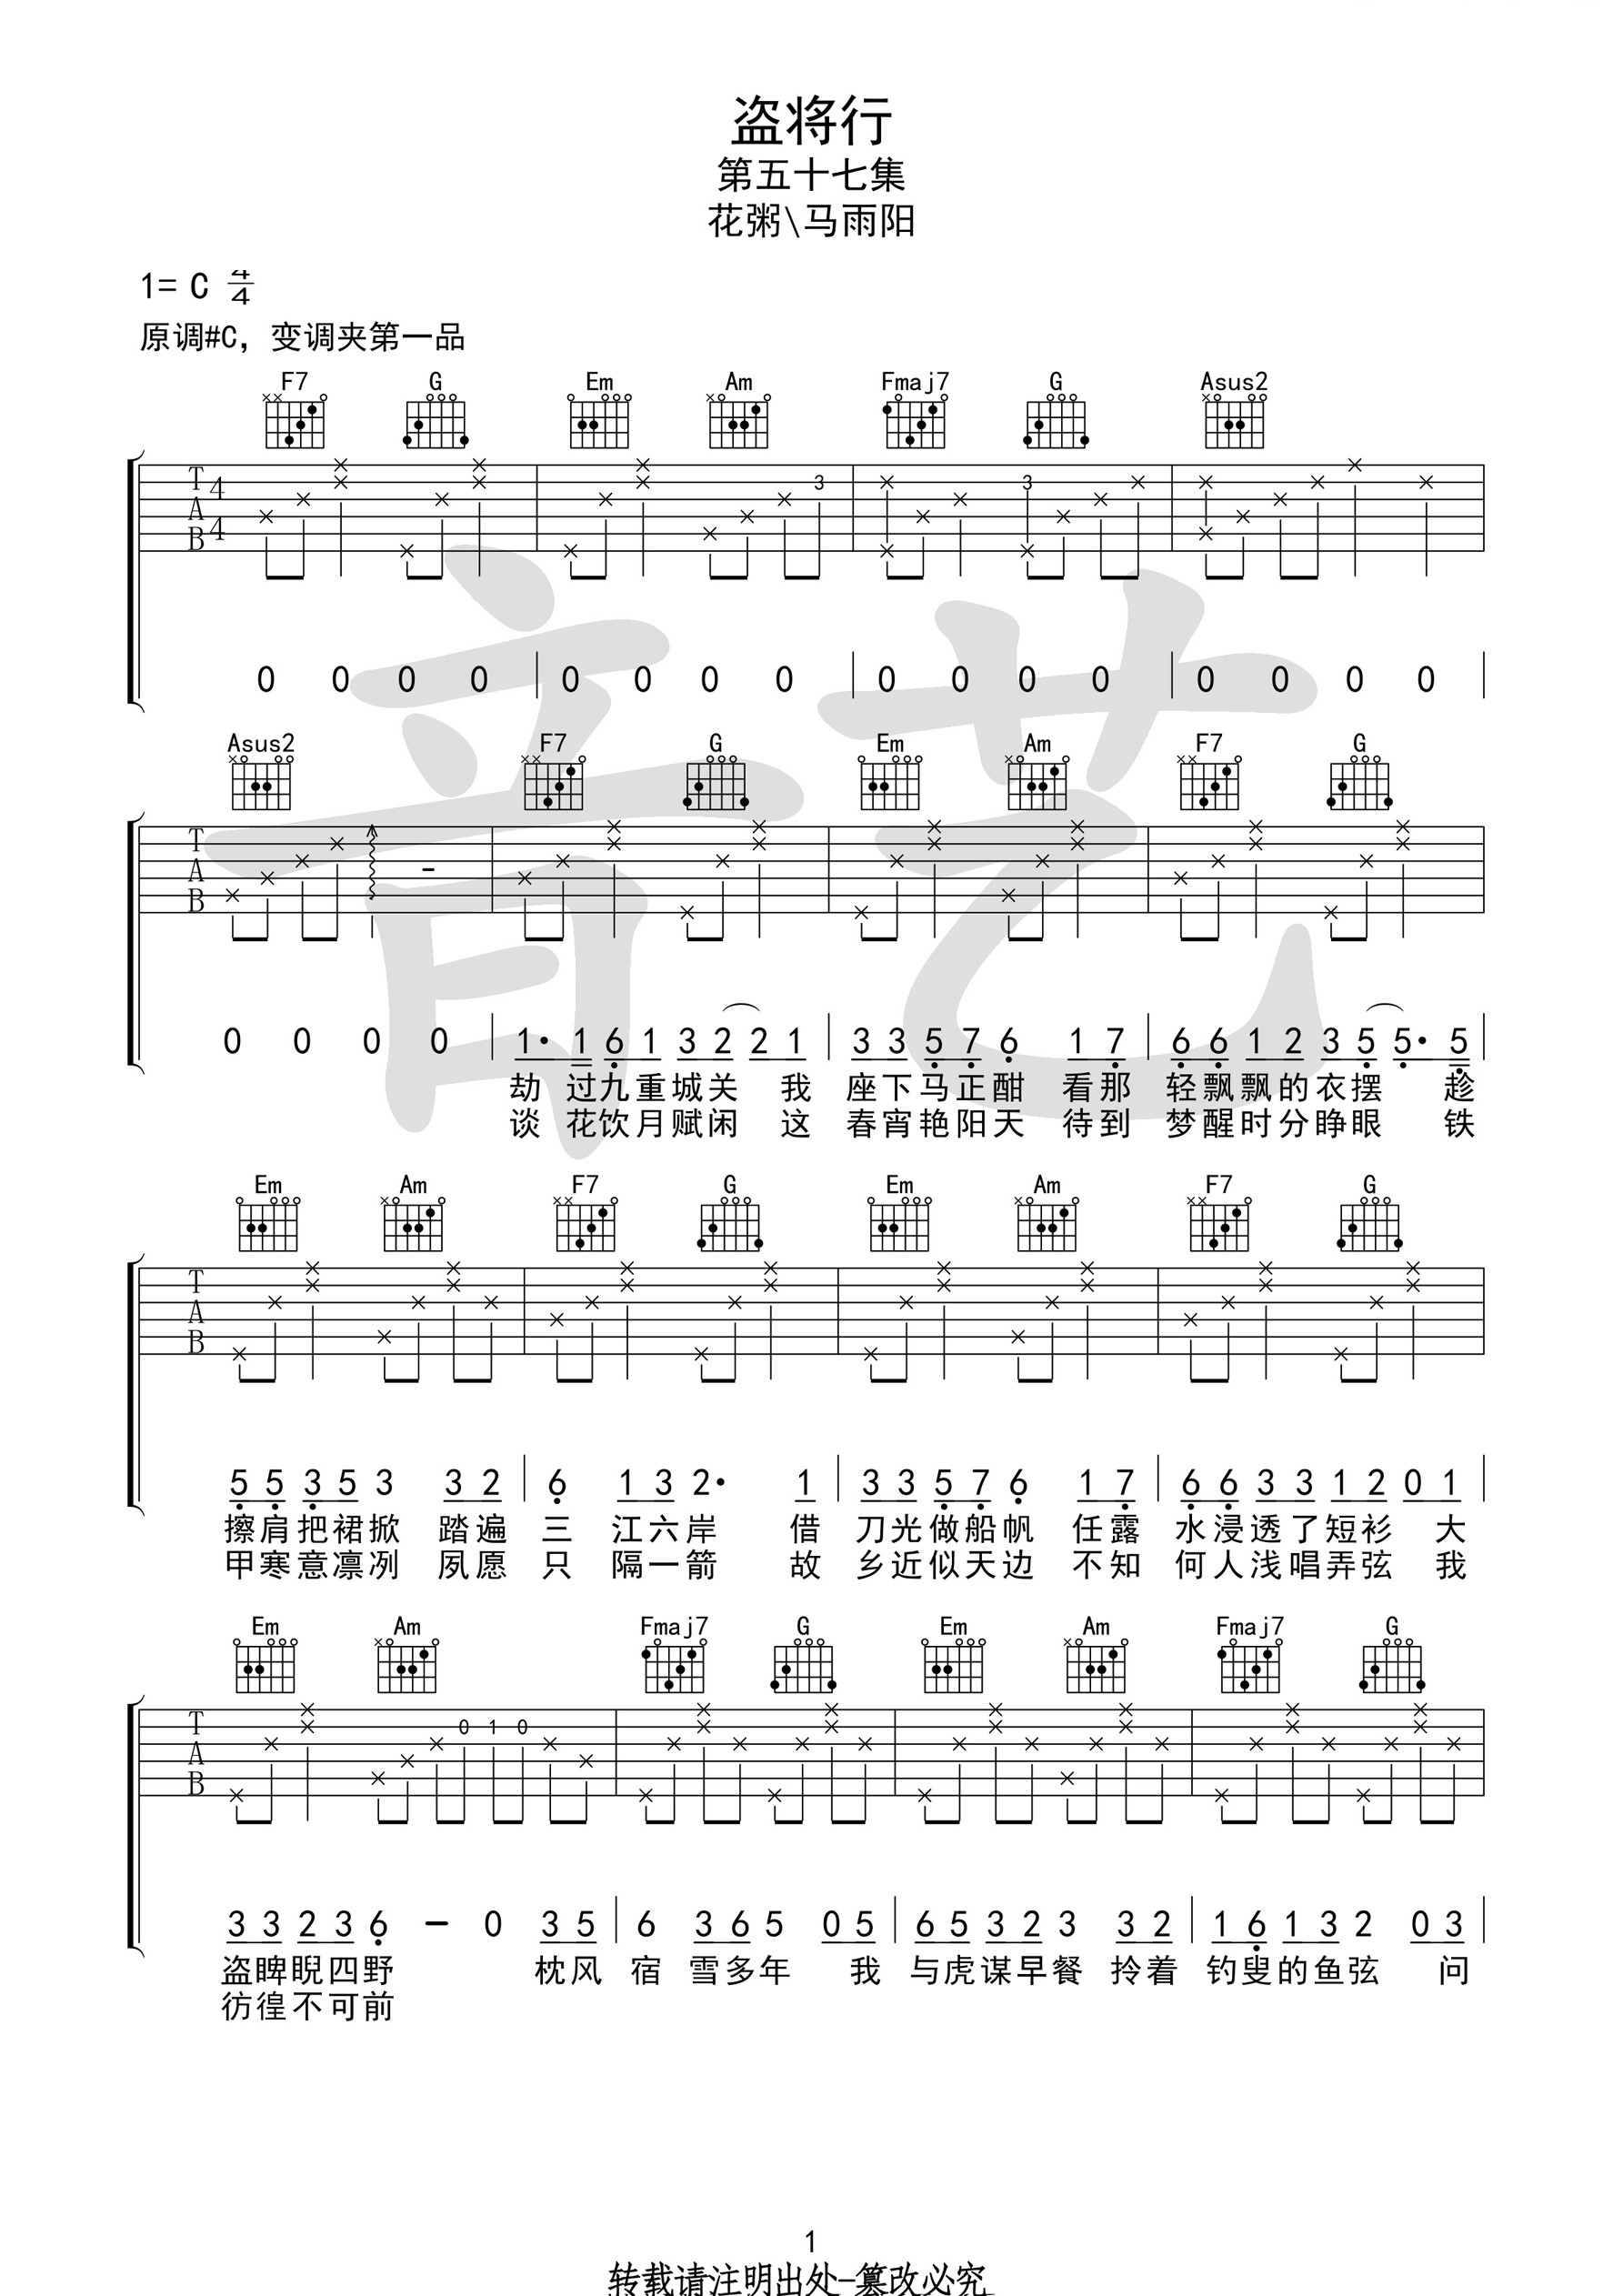 盗将行
第五十七集
花粥\马雨阳
1= C 4/4
原调#C，变调夹第一品
F7 G Em Am Fmaj7 G Asus2
T A B 4 4 3 3
0 0 0 0 | 0 0 0 0 | 0 0 0 0 | 0 0 0 0 |
Asus2 F7 G Em Am F7 G
T A B -
0 0 0 0 | 1· 1 6 1 3 2 2 1 | 3 3 5 7 6 1 7 | 6 6 1 2 3 5 5· 5 |
劫 过九重城关 我 座下马正酣 看那 轻飘飘的衣摆 趁
谈 花饮月赋闲 这 春宵艳阳天 待到 梦醒时分睁眼 铁
Em Am F7 G Em Am F7 G
T A B
5 5 3 5 3 3 2 | 6 1 3 2· 1 | 3 3 5 7 6 1 7 | 6 6 3 3 1 2 0 1 |
擦肩把裙掀 踏遍 三 江六岸 借 刀光做船帆 任露 水浸透了短衫 大
甲寒意凛冽 夙愿 只 隔一箭 故 乡近似天边 不知 何人浅唱弄弦 我
Em Am Fmaj7 G Em Am Fmaj7 G
T A B 0 1 0
3 3 2 3 6 - 0 3 5 | 6 3 6 5 0 5 | 6 5 3 2 3 3 2 | 1 6 1 3 2 0 3 |
盗睥睨四野 枕风 宿 雪多年 我 与虎谋早餐 拎着 钓叟的鱼弦 问
彷徨不可前
音艺
1
转载请注明出处-篡改必究